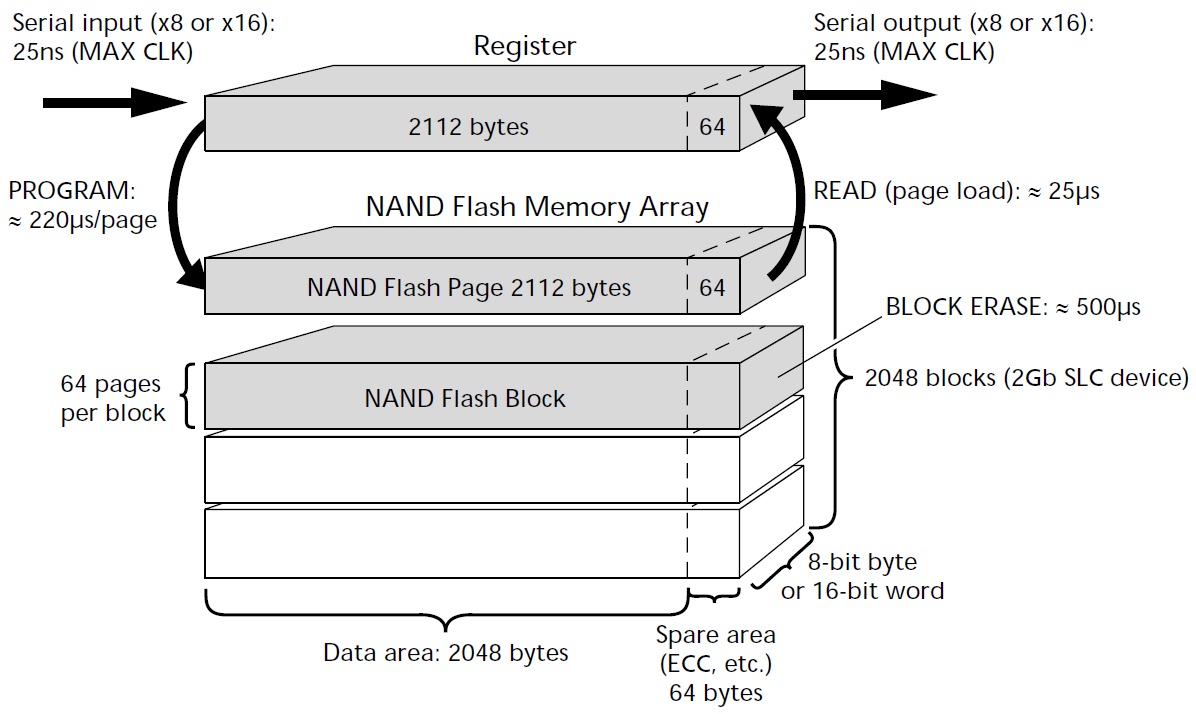 Serial input (x8 or x16):
25ns (MAX CLK)
Serial output (x8 or x16):
25ns (MAX CLK)
Register
2112 bytes
64
PROGRAM:
≈ 220µs/page
READ (page load): ≈ 25µs
NAND Flash Memory Array
NAND Flash Page 2112 bytes
64
BLOCK ERASE: ≈ 500µs
64 pages
per block
NAND Flash Block
2048 blocks (2Gb SLC device)
8-bit byte
or 16-bit word
Data area: 2048 bytes
Spare area
(ECC, etc.)
64 bytes